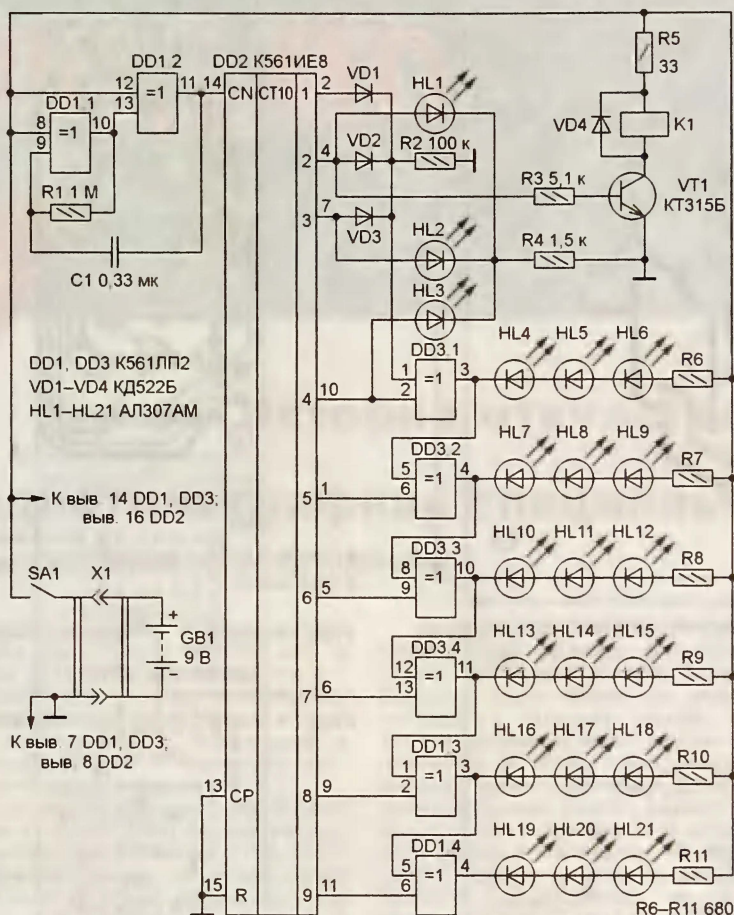 R5
33
DD1.2
DD2 К561ИЕ8
12
13
=1
11
14
CN
CT10
1
2
VD1
HL1
VD4
K1
DD1.1
8
9
=1
10
2
4
VD2
R2 100 к
R1 1 М
R3 5,1 к
VT1
КТ315Б
3
7
VD3
HL2
R4 1,5 к
C1 0,33 мк
HL3
DD1, DD3 К561ЛП2
VD1–VD4 КД522Б
HL1–HL21 АЛ307АМ
4
10
DD3.1
1
2
=1
3
HL4
HL5
HL6
R6
5
1
DD3.2
5
6
=1
4
HL7
HL8
HL9
R7
К выв. 14 DD1, DD3;
выв. 16 DD2
SA1
X1
+
GB1
9 В
−
6
5
DD3.3
8
9
=1
10
HL10
HL11
HL12
R8
7
6
DD3.4
12
13
=1
11
HL13
HL14
HL15
R9
К выв. 7 DD1, DD3;
выв. 8 DD2
13
CP
8
9
DD1.3
1
2
=1
3
HL16
HL17
HL18
R10
15
R
9
11
DD1.4
5
6
=1
4
HL19
HL20
HL21
R11
R6–R11 680